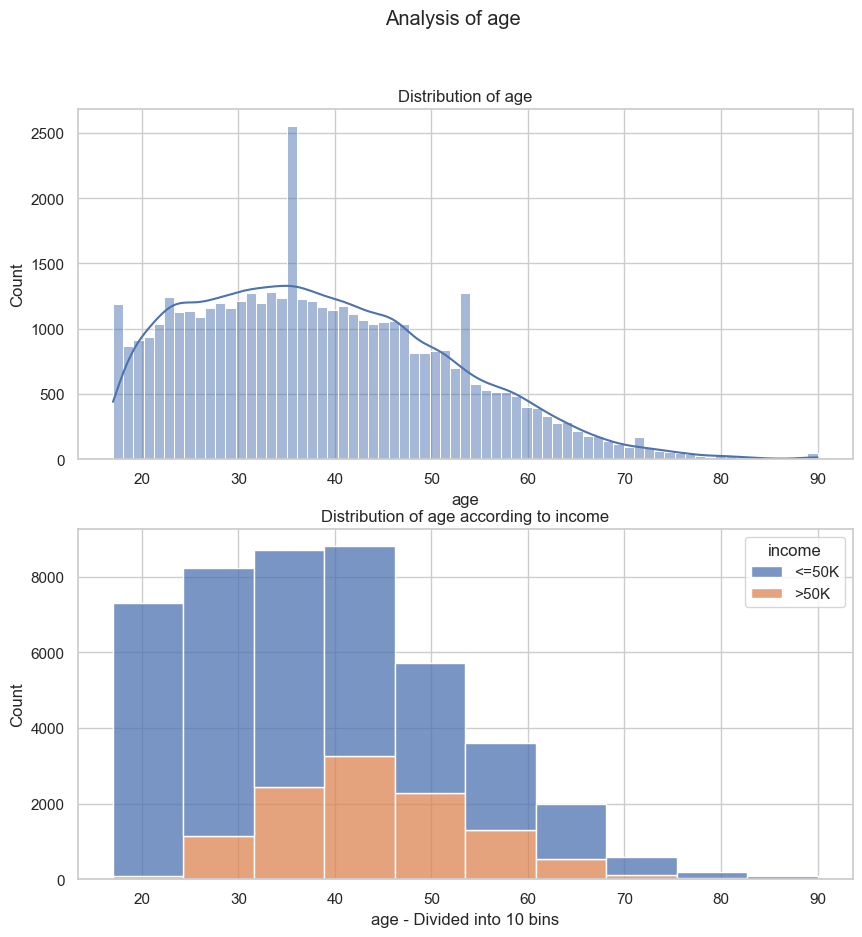 Analysis of age
Distribution of age
2500
2000
1500
1000
500
0
Count
20 30 40 50 60 70 80 90
age
Distribution of age according to income
8000
6000
4000
2000
0
Count
income
<=50K
>50K
20 30 40 50 60 70 80 90
age - Divided into 10 bins